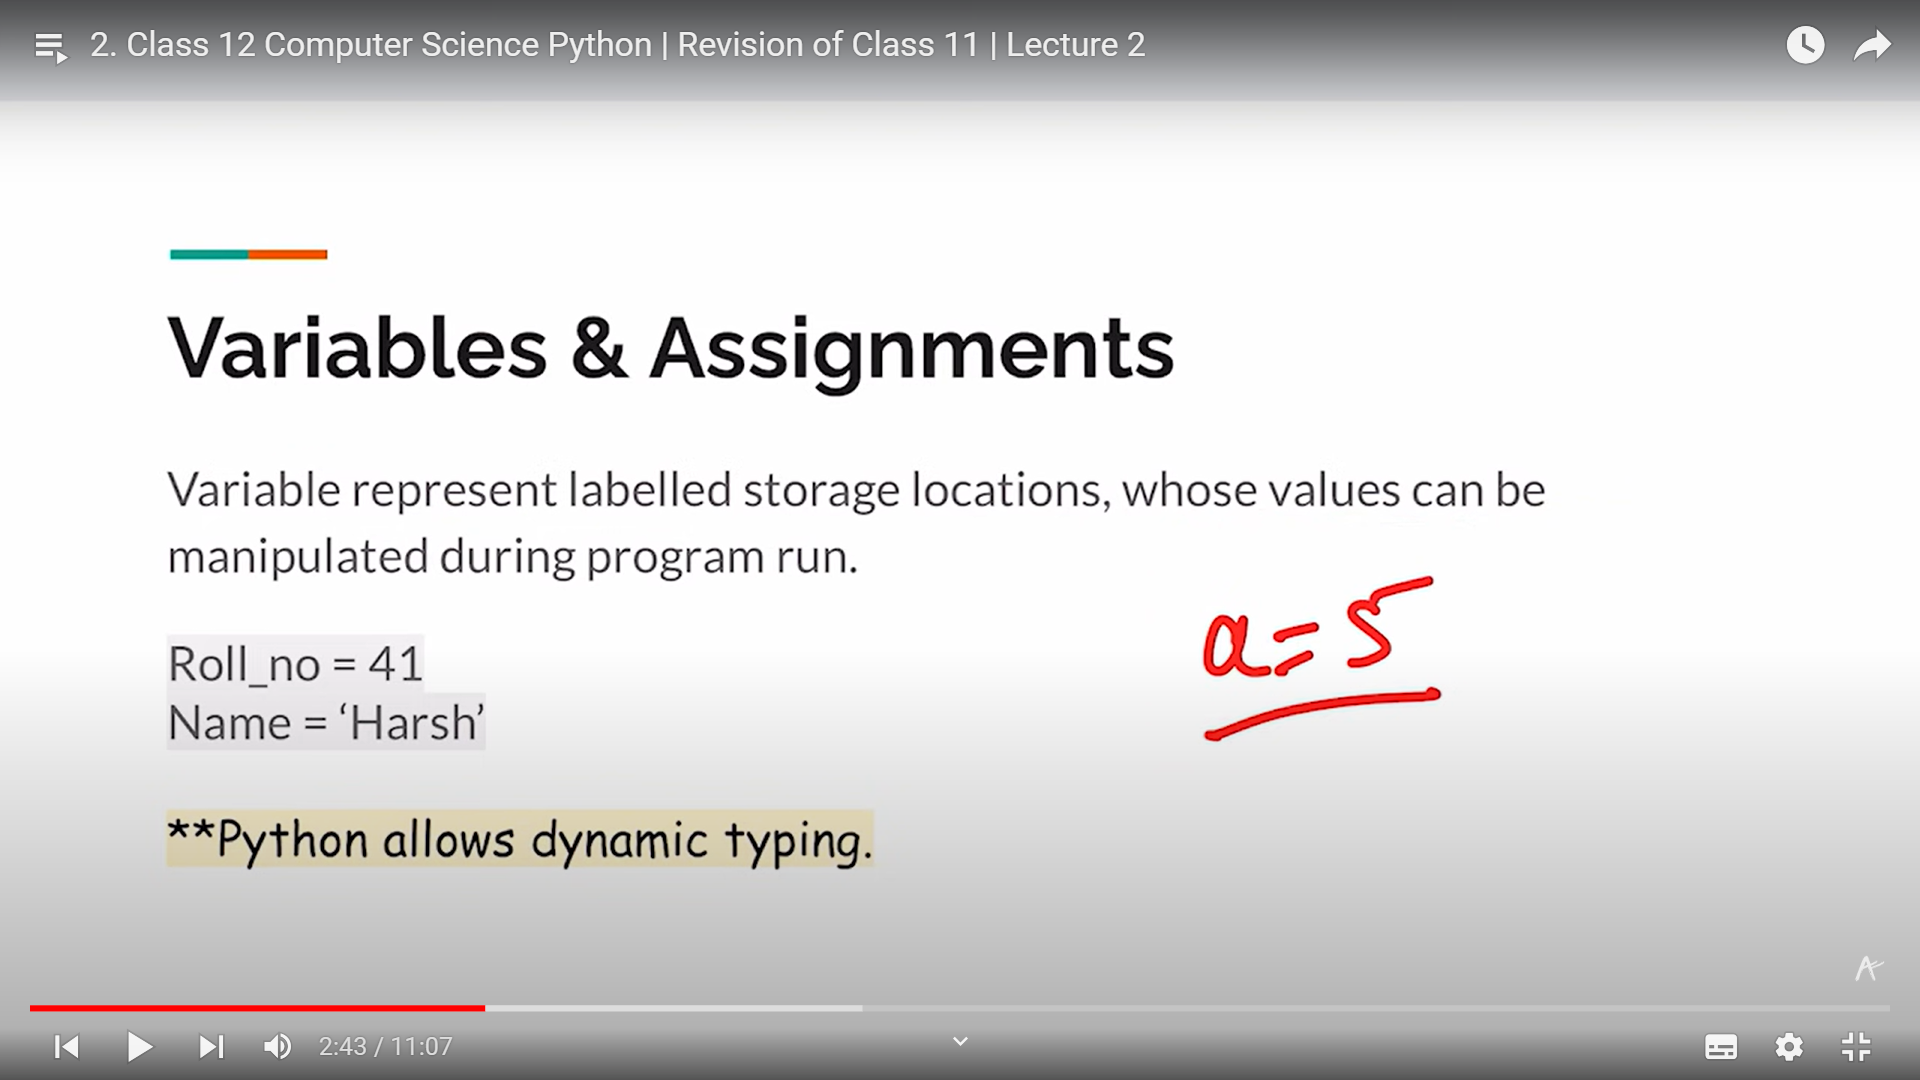 2. Class 12 Computer Science Python | Revision of Class 11 | Lecture 2
Variables & Assignments
Variable represent labelled storage locations, whose values can be
manipulated during program run.
a = 5
Roll_no = 41
Name = ‘Harsh’
**Python allows dynamic typing.
2:43 / 11:07